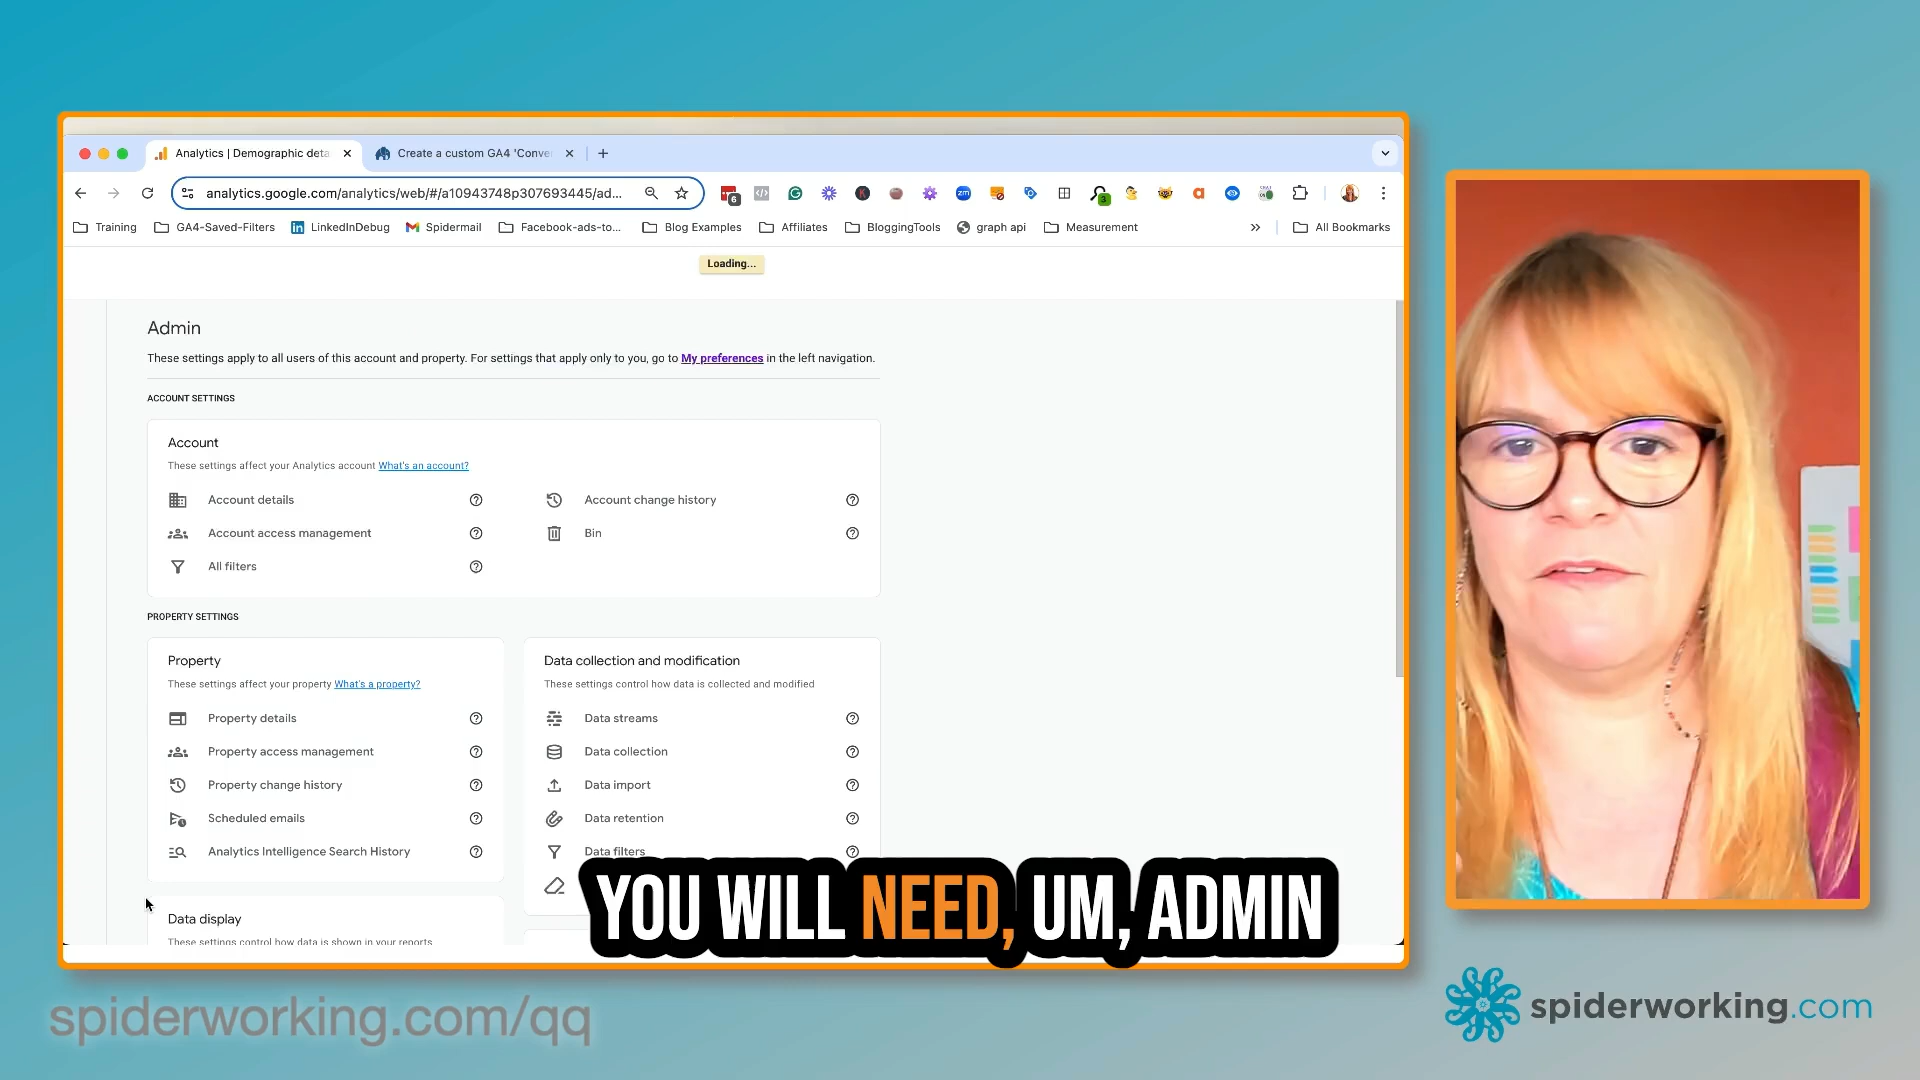 Analytics | Demographic deta
Create a custom GA4 'Conve
analytics.google.com/analytics/web/#/a10943748p307693445/ad...
6
zm
3
Training
GA4-Saved-Filters
LinkedInDebug
Spidermail
Facebook-ads-to...
Blog Examples
Affiliates
BloggingTools
graph api
Measurement
All Bookmarks
Loading...
Admin
These settings apply to all users of this account and property. For settings that apply only to you, go to My preferences in the left navigation.
ACCOUNT SETTINGS
Account
These settings affect your Analytics account What's an account?
Account details
Account change history
Account access management
Bin
All filters
PROPERTY SETTINGS
Property
These settings affect your property What's a property?
Property details
Property access management
Property change history
Scheduled emails
Analytics Intelligence Search History
Data collection and modification
These settings control how data is collected and modified
Data streams
Data collection
Data import
Data retention
Data filters
Data display
These settings control how data is shown in your reports
YOU WILL NEED, UM, ADMIN
spiderworking.com/qq
spiderworking.com